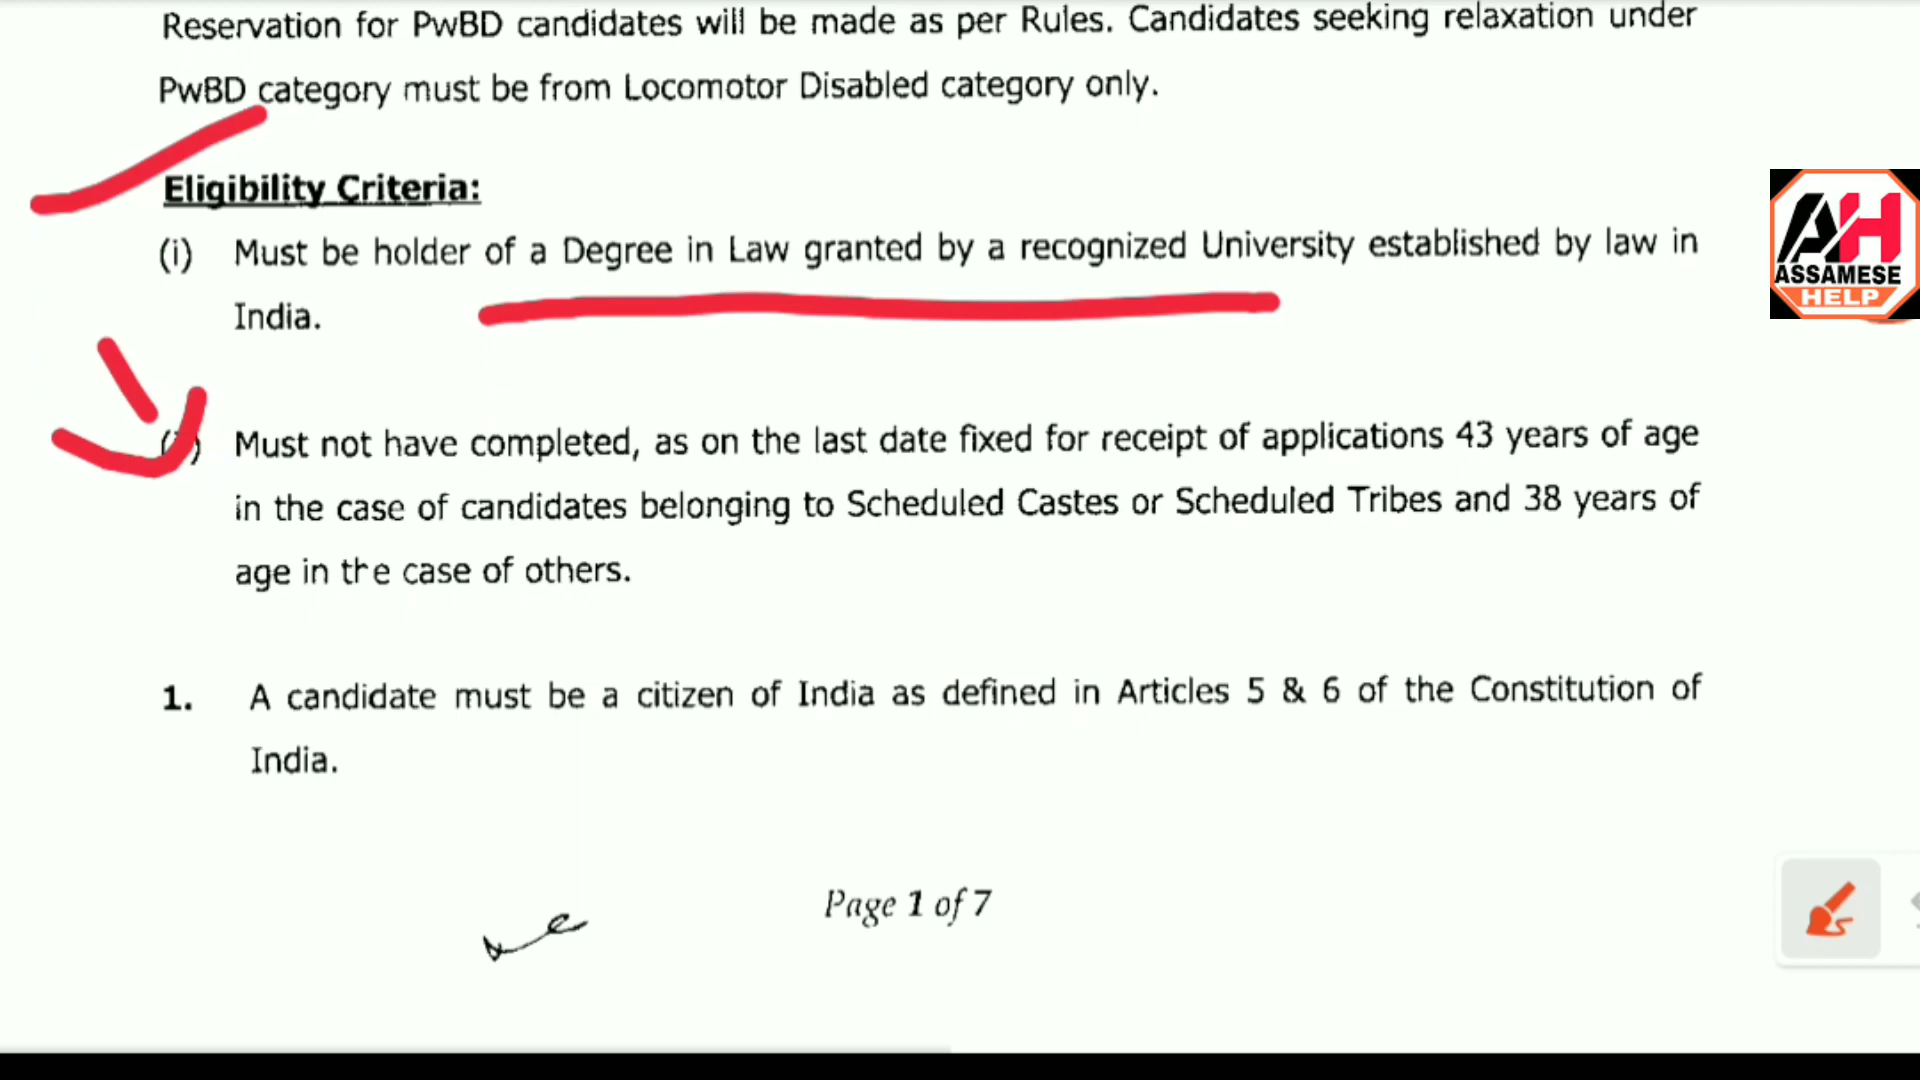 Reservation for PwBD candidates will be made as per Rules. Candidates seeking relaxation under
PwBD category must be from Locomotor Disabled category only.
Eligibility Criteria:
(i) Must be holder of a Degree in Law granted by a recognized University established by law in
India.
Must not have completed, as on the last date fixed for receipt of applications 43 years of age
in the case of candidates belonging to Scheduled Castes or Scheduled Tribes and 38 years of
age in the case of others.
1. A candidate must be a citizen of India as defined in Articles 5 & 6 of the Constitution of
India.
Page 1 of 7
AH
ASSAMESE
HELP